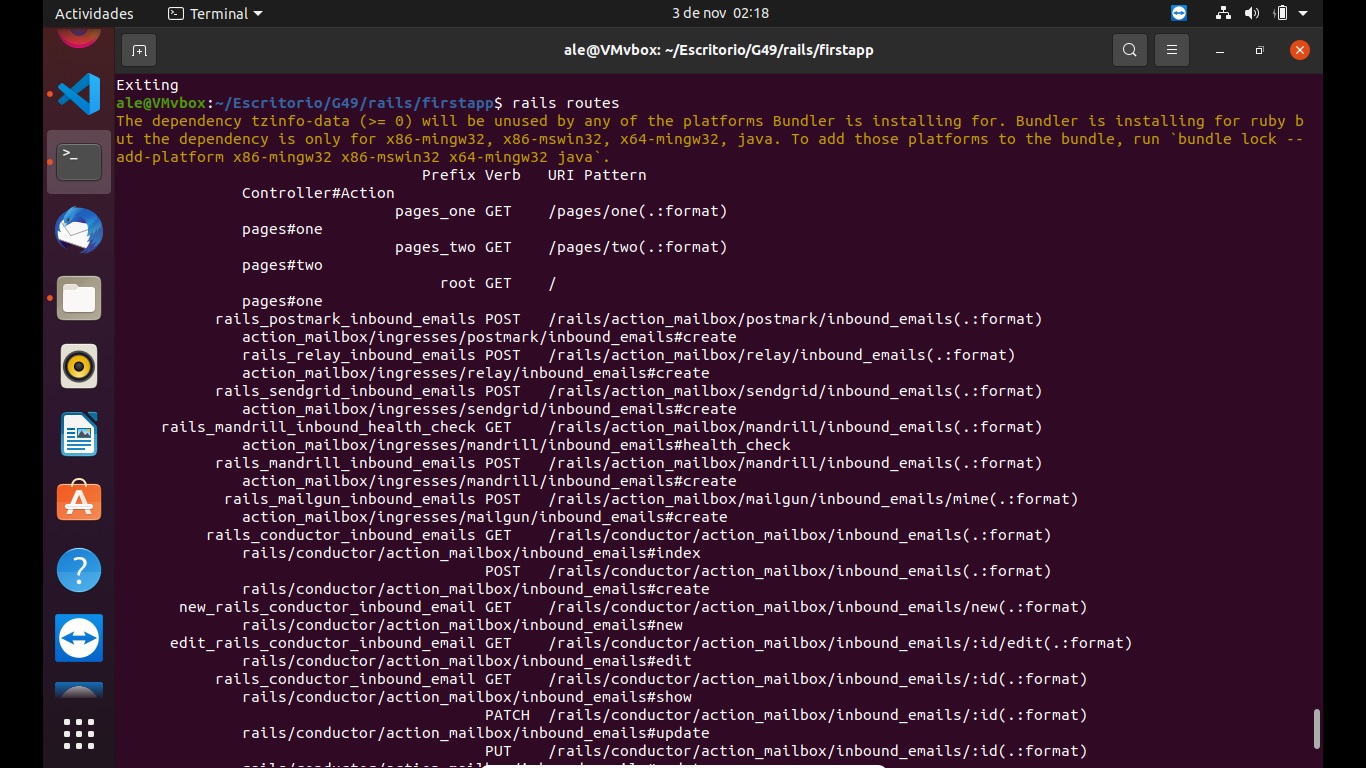 Actividades
Terminal
3 de nov 02:18
ale@VMvbox: ~/Escritorio/G49/rails/firstapp
Exiting
ale@VMvbox:~/Escritorio/G49/rails/firstapp$ rails routes
The dependency tzinfo-data (>= 0) will be unused by any of the platforms Bundler is installing for. Bundler is installing for ruby b
ut the dependency is only for x86-mingw32, x86-mswin32, x64-mingw32, java. To add those platforms to the bundle, run `bundle lock --
add-platform x86-mingw32 x86-mswin32 x64-mingw32 java`.
Prefix Verb   URI Pattern
Controller#Action
pages_one GET    /pages/one(.:format)
pages#one
pages_two GET    /pages/two(.:format)
pages#two
root GET    /
pages#one
rails_postmark_inbound_emails POST   /rails/action_mailbox/postmark/inbound_emails(.:format)
action_mailbox/ingresses/postmark/inbound_emails#create
rails_relay_inbound_emails POST   /rails/action_mailbox/relay/inbound_emails(.:format)
action_mailbox/ingresses/relay/inbound_emails#create
rails_sendgrid_inbound_emails POST   /rails/action_mailbox/sendgrid/inbound_emails(.:format)
action_mailbox/ingresses/sendgrid/inbound_emails#create
rails_mandrill_inbound_health_check GET    /rails/action_mailbox/mandrill/inbound_emails(.:format)
action_mailbox/ingresses/mandrill/inbound_emails#health_check
rails_mandrill_inbound_emails POST   /rails/action_mailbox/mandrill/inbound_emails(.:format)
action_mailbox/ingresses/mandrill/inbound_emails#create
rails_mailgun_inbound_emails POST   /rails/action_mailbox/mailgun/inbound_emails/mime(.:format)
action_mailbox/ingresses/mailgun/inbound_emails#create
rails_conductor_inbound_emails GET    /rails/conductor/action_mailbox/inbound_emails(.:format)
rails/conductor/action_mailbox/inbound_emails#index
POST   /rails/conductor/action_mailbox/inbound_emails(.:format)
rails/conductor/action_mailbox/inbound_emails#create
new_rails_conductor_inbound_email GET    /rails/conductor/action_mailbox/inbound_emails/new(.:format)
rails/conductor/action_mailbox/inbound_emails#new
edit_rails_conductor_inbound_email GET    /rails/conductor/action_mailbox/inbound_emails/:id/edit(.:format)
rails/conductor/action_mailbox/inbound_emails#edit
rails_conductor_inbound_email GET    /rails/conductor/action_mailbox/inbound_emails/:id(.:format)
rails/conductor/action_mailbox/inbound_emails#show
PATCH  /rails/conductor/action_mailbox/inbound_emails/:id(.:format)
rails/conductor/action_mailbox/inbound_emails#update
PUT    /rails/conductor/action_mailbox/inbound_emails/:id(.:format)